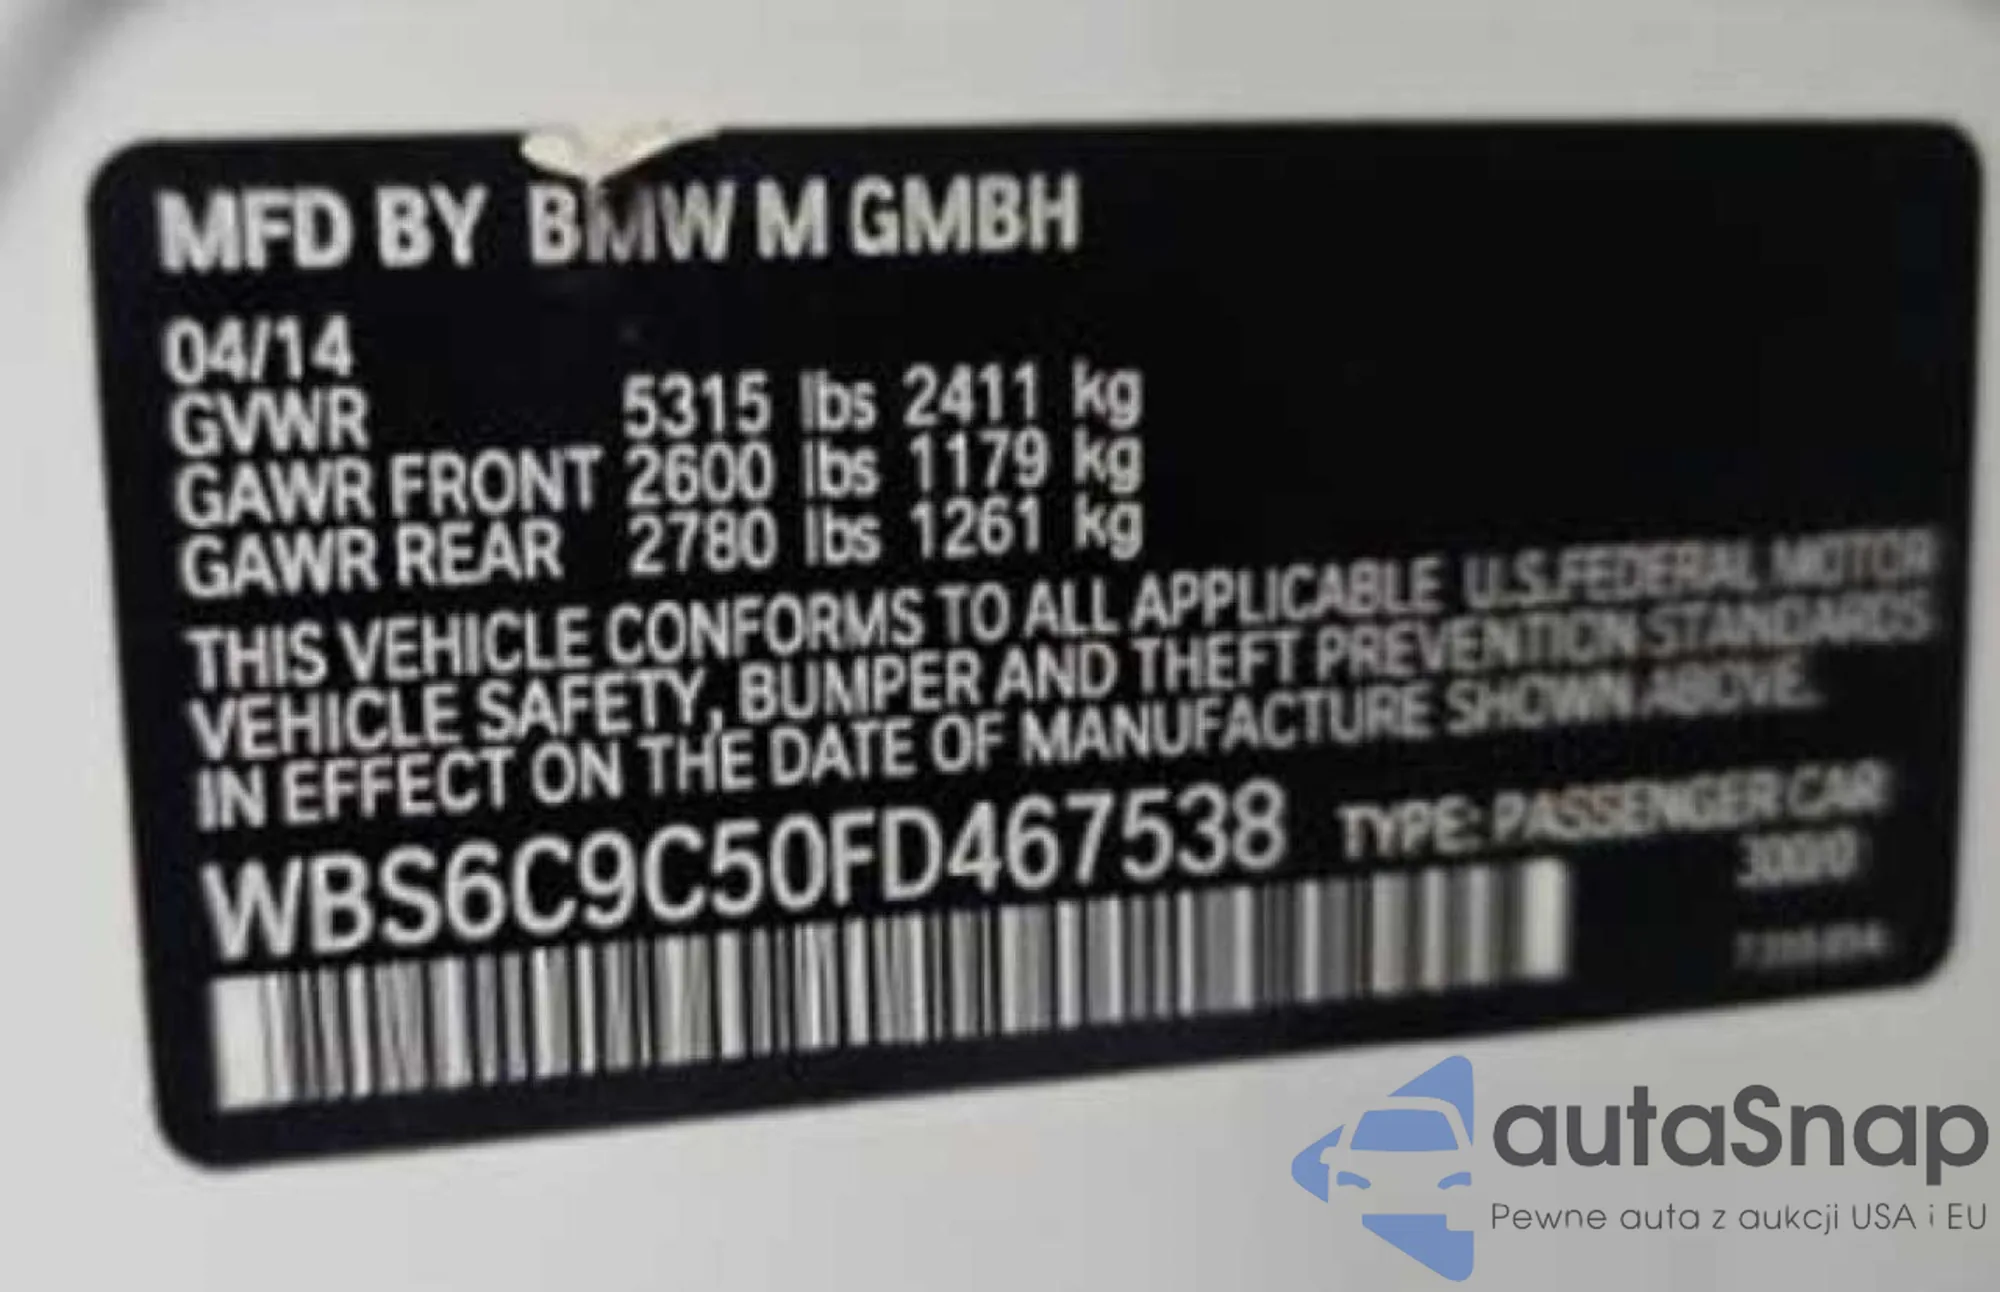 MFD BY BMW M GMBH
04/14
GVWR 5315 lbs 2411 kg
GAWR FRONT 2600 lbs 1179 kg
GAWR REAR 2780 lbs 1261 kg
THIS VEHICLE CONFORMS TO ALL APPLICABLE U.S.FEDERAL MOTOR
VEHICLE SAFETY, BUMPER AND THEFT PREVENTION STANDARDS
IN EFFECT ON THE DATE OF MANUFACTURE SHOWN ABOVE.
WBS6C9C50FD467538 TYPE: PASSENGER CAR
300/0
autaSnap
Pewne auta z aukcji USA i EU